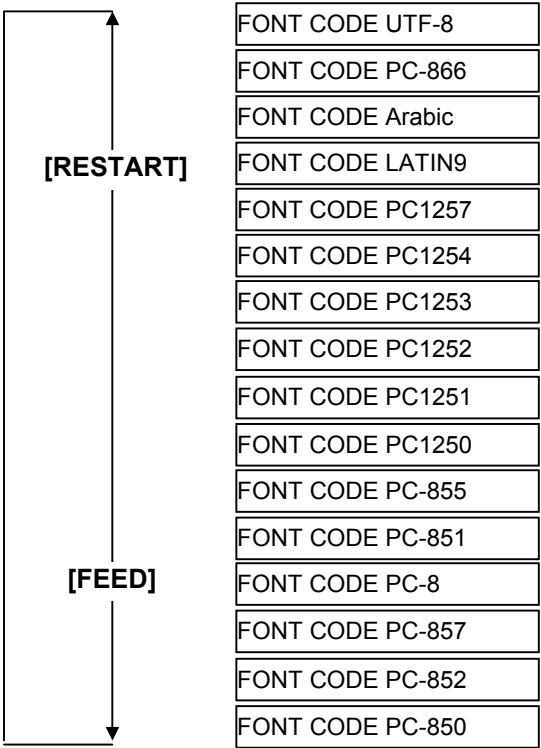 FONT CODE UTF-8
FONT CODE PC-866
FONT CODE Arabic
[RESTART]
FONT CODE LATIN9
FONT CODE PC1257
FONT CODE PC1254
FONT CODE PC1253
FONT CODE PC1252
FONT CODE PC1251
FONT CODE PC1250
FONT CODE PC-855
FONT CODE PC-851
[FEED]
FONT CODE PC-8
FONT CODE PC-857
FONT CODE PC-852
FONT CODE PC-850